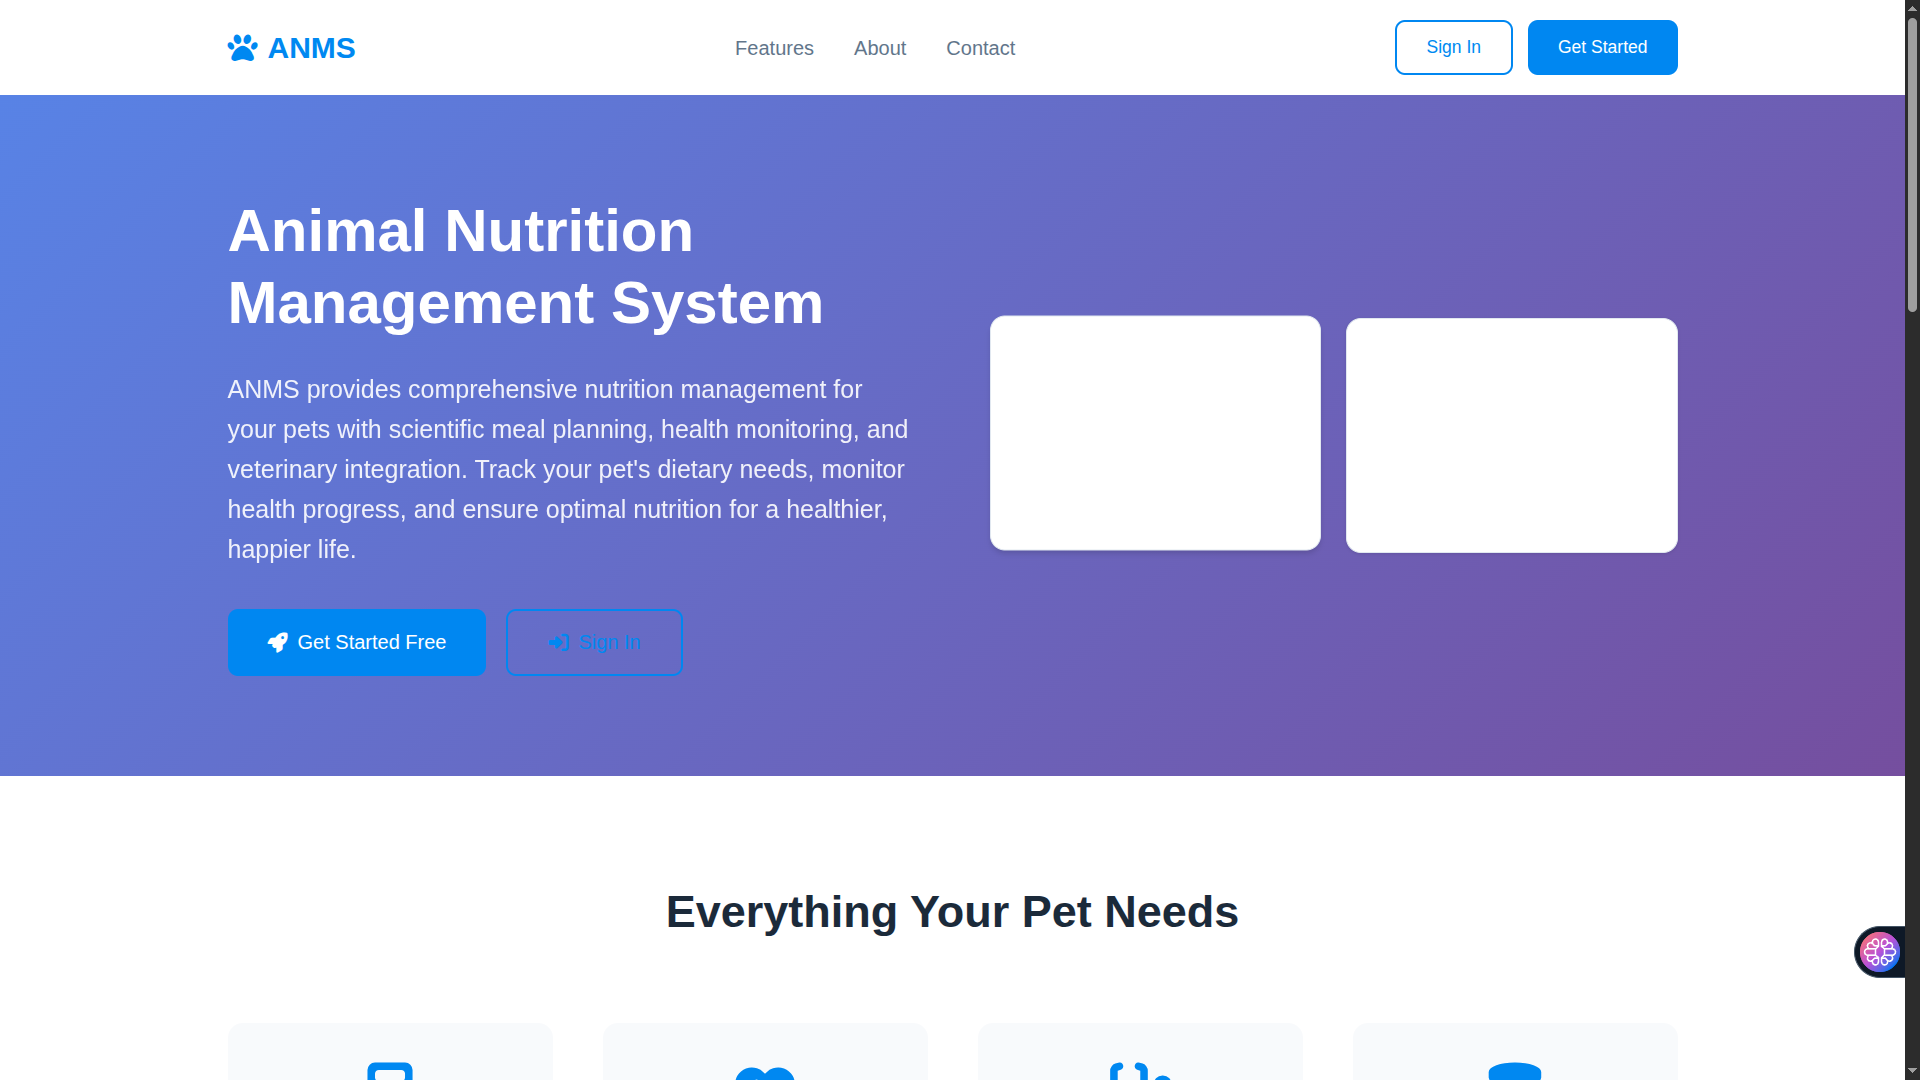 ANMS
Features
About
Contact
Sign In
Get Started
Animal Nutrition
Management System
ANMS provides comprehensive nutrition management for
your pets with scientific meal planning, health monitoring, and
veterinary integration. Track your pet's dietary needs, monitor
health progress, and ensure optimal nutrition for a healthier,
happier life.
Get Started Free
Sign In
Everything Your Pet Needs